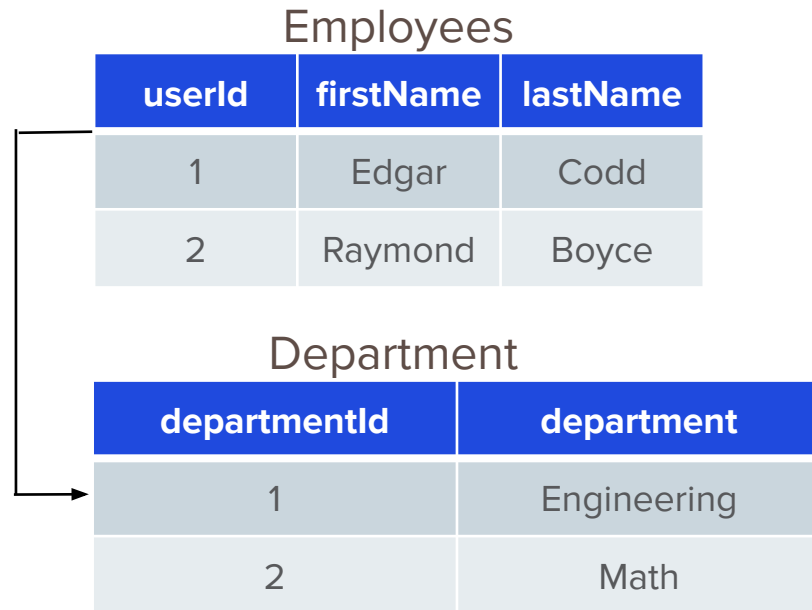 Employees
userId firstName lastName
1 Edgar Codd
2 Raymond Boyce
Department
departmentId department
1 Engineering
2 Math